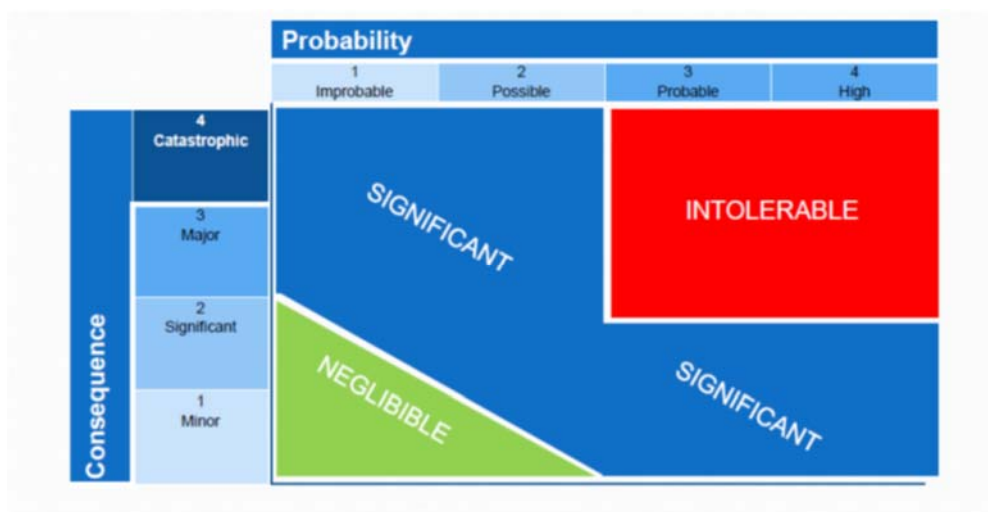 Probability
1
Improbable
2
Possible
3
Probable
4
High
Consequence
4
Catastrophic
3
Major
2
Significant
1
Minor
SIGNIFICANT
INTOLERABLE
NEGLIBIBLE
SIGNIFICANT